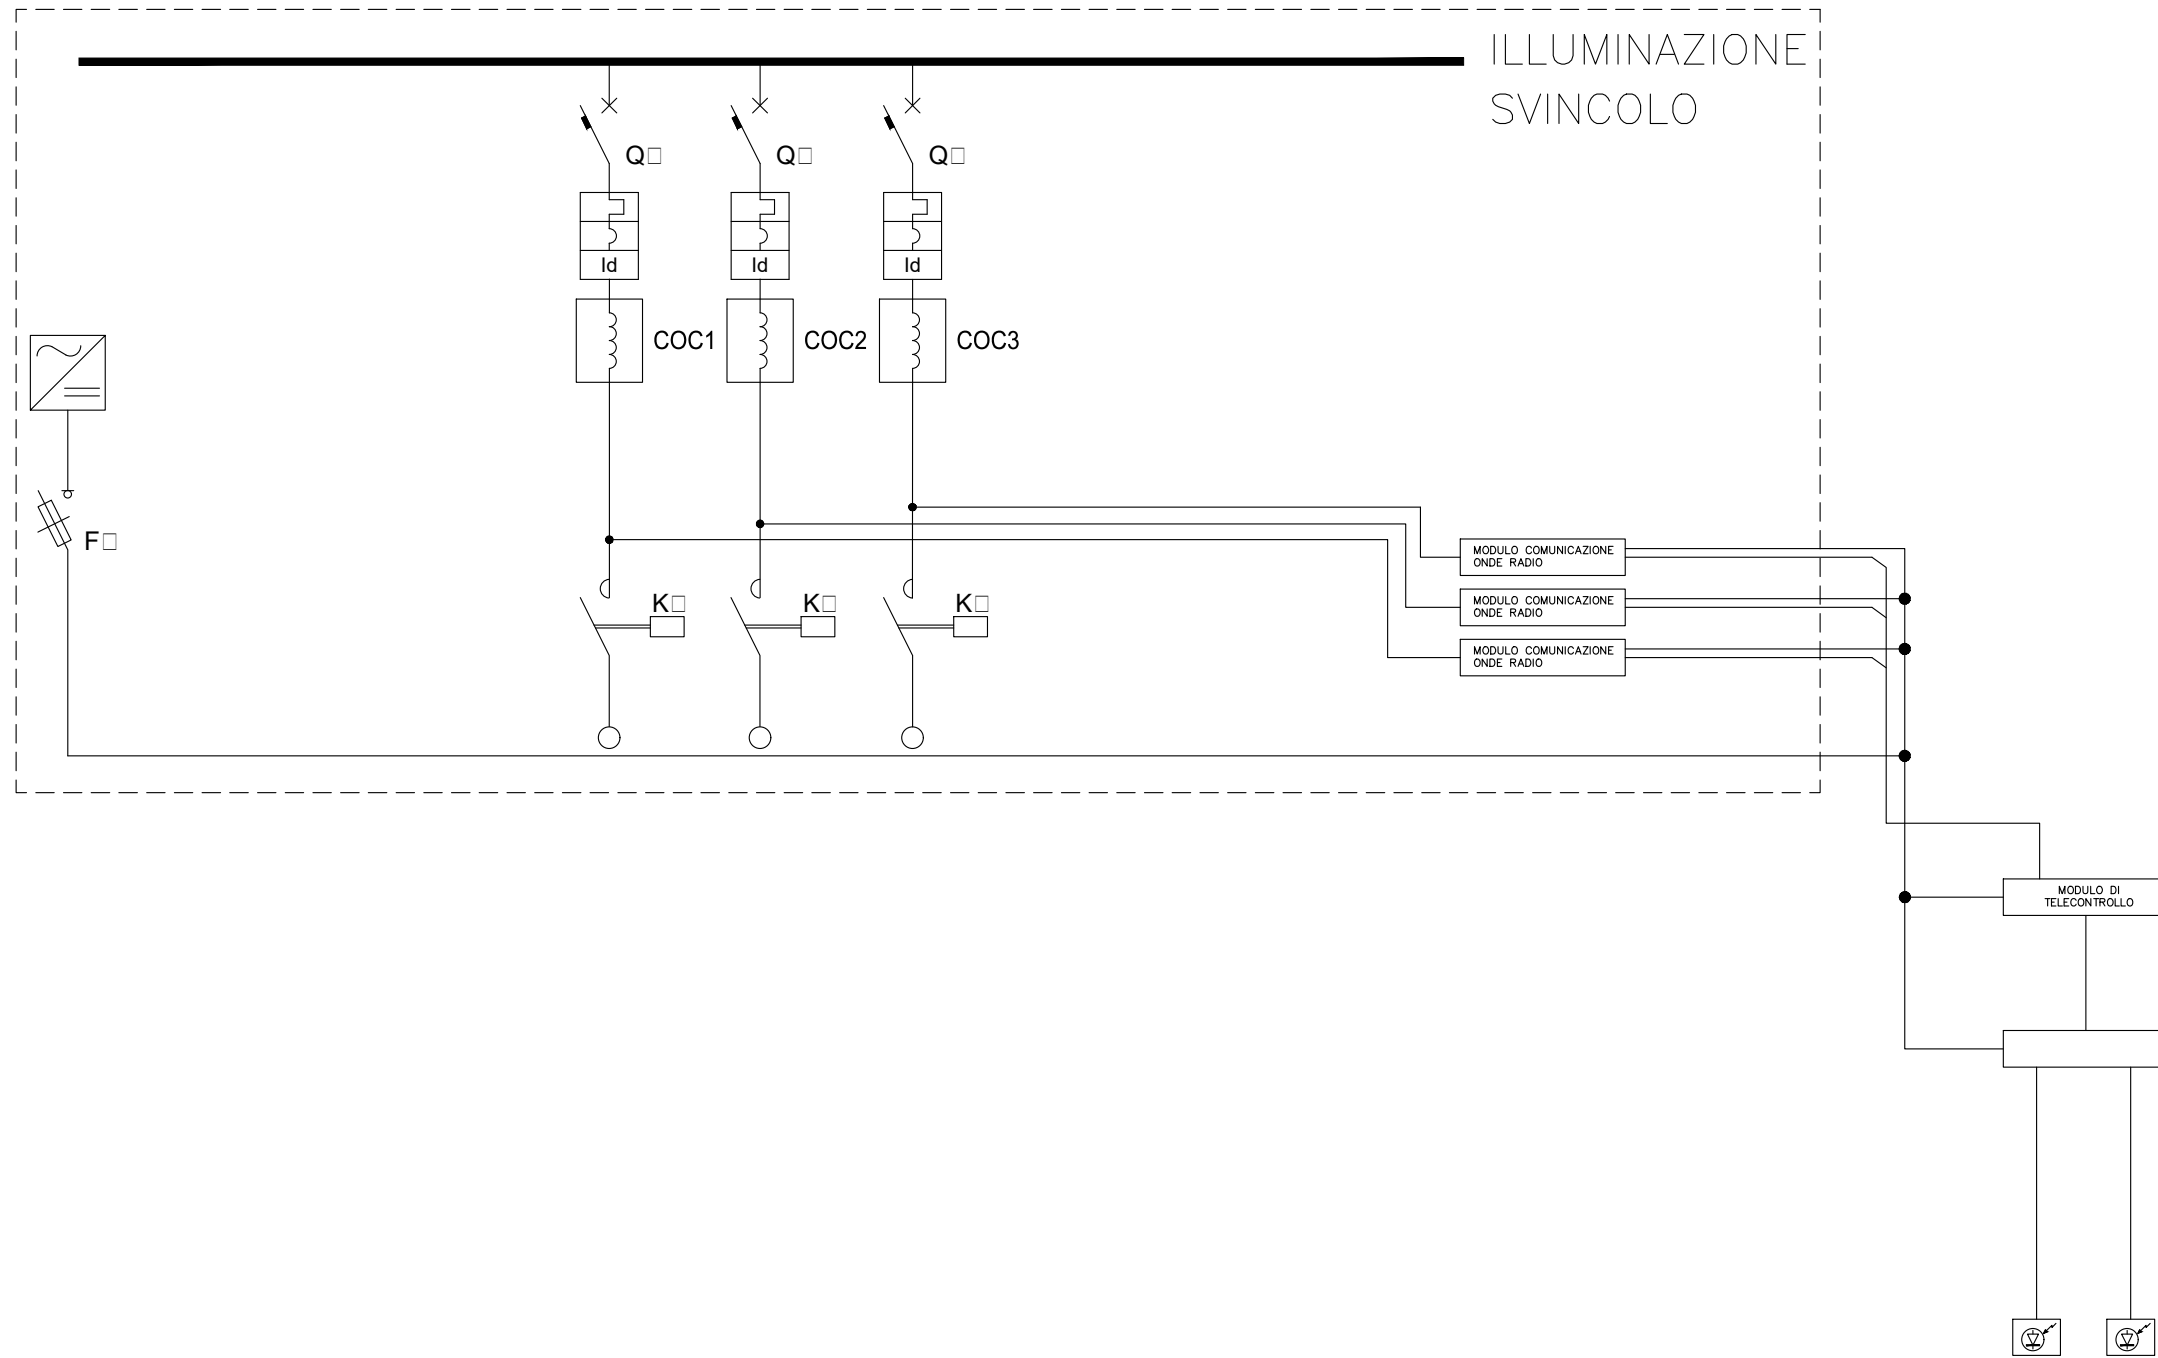 ILLUMINAZIONE
SVINCOLO
Q□ Q□ Q□
Id Id Id
COC1 COC2 COC3
F□
MODULO COMUNICAZIONE
ONDE RADIO
K□ K□ K□
MODULO COMUNICAZIONE
ONDE RADIO
MODULO COMUNICAZIONE
ONDE RADIO
MODULO DI
TELECONTROLLO